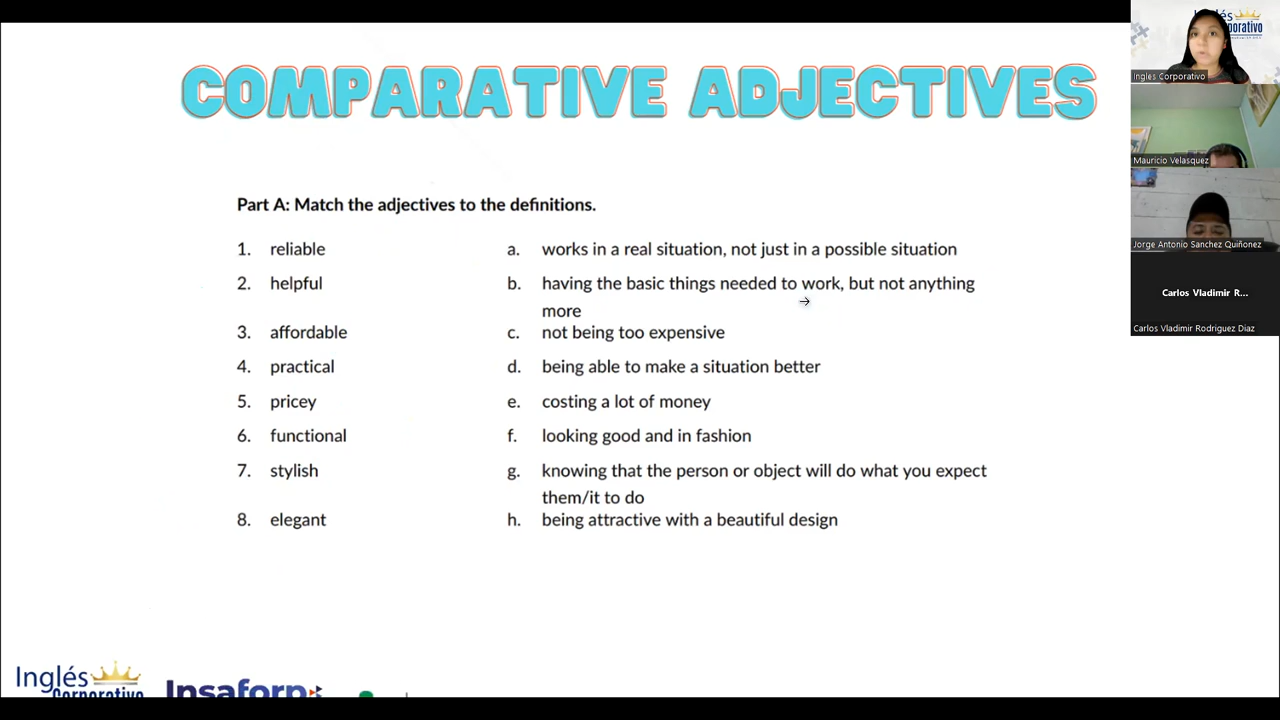 COMPARATIVE ADJECTIVES
Part A: Match the adjectives to the definitions.
1. reliable a. works in a real situation, not just in a possible situation
2. helpful b. having the basic things needed to work, but not anything
more
3. affordable c. not being too expensive
4. practical d. being able to make a situation better
5. pricey e. costing a lot of money
6. functional f. looking good and in fashion
7. stylish g. knowing that the person or object will do what you expect
them/it to do
8. elegant h. being attractive with a beautiful design
Inglés
Corporativo
Insaforp
Inglés
Ingles Corporativo
Mauricio Velasquez
Jorge Antonio Sanchez Quiñonez
Carlos Vladimir R...
Carlos Vladimir Rodriguez Diaz